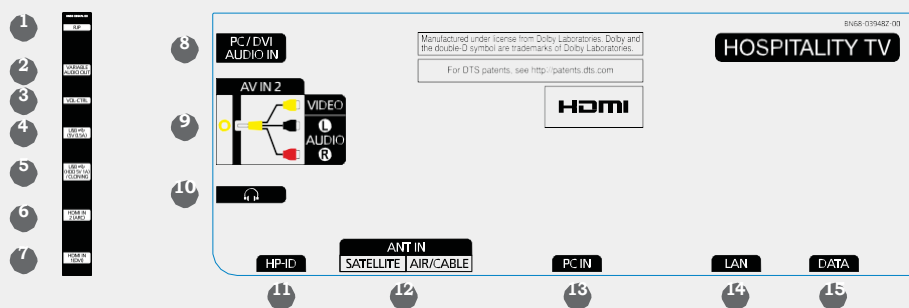 1
RJP
2
VARIABLE
AUDIO OUT
3
VOL-CTRL
4
USB
(5V 0.5A)
5
USB
(HDD 5V 1A)
/CLONING
6
HDMI IN
2(ARC)
7
HDMI IN
1(DVI)
8
PC/DVI
AUDIO IN
9
AV IN 2
VIDEO
L
AUDIO
R
10
BN68-03948Z-00
Manufactured under license from Dolby Laboratories. Dolby and
the double-D symbol are trademarks of Dolby Laboratories.
HOSPITALITY TV
For DTS patents, see http://patents.dts.com
HDMI
HP-ID
ANT IN
SATELLITE AIR/CABLE
PC IN
LAN
DATA
11
12
13
14
15